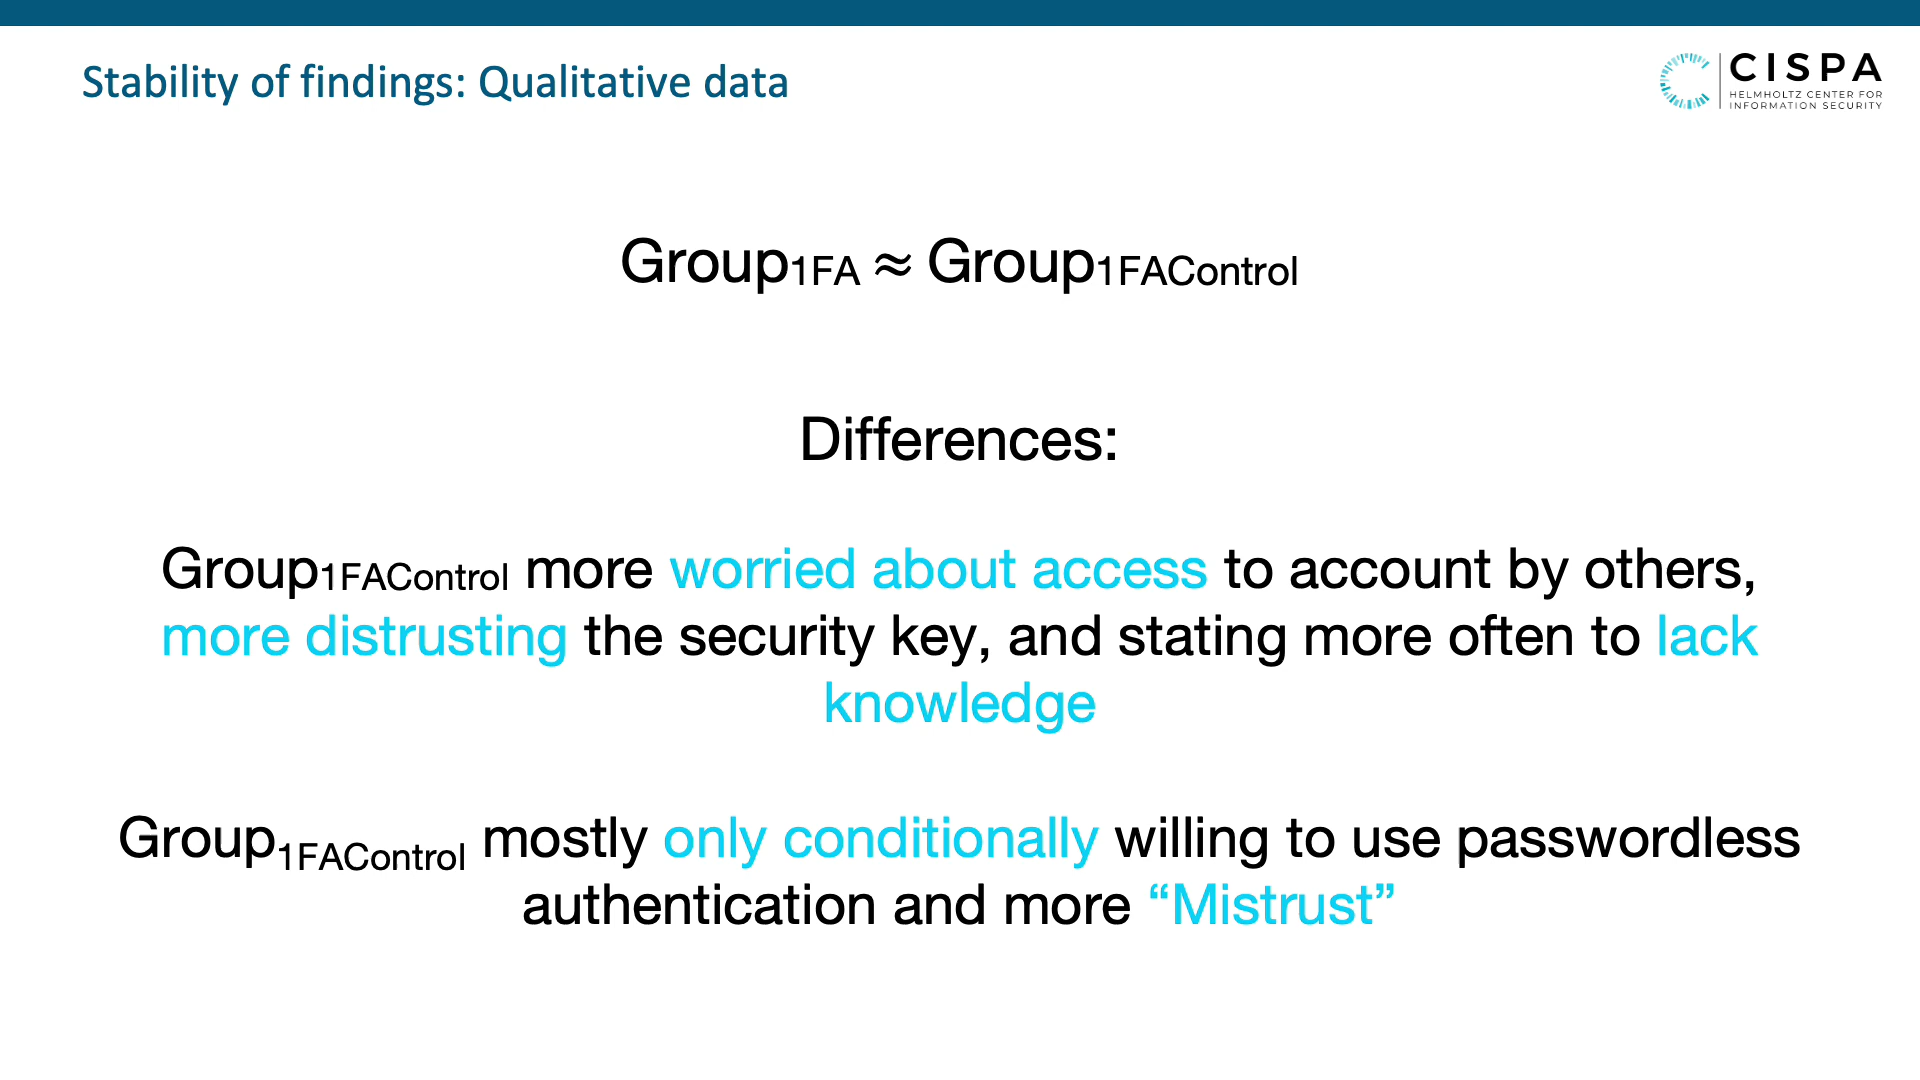 Stability of findings: Qualitative data
CISPA
HELMHOLTZ CENTER FOR
INFORMATION SECURITY
Group1FA ≈ Group1FAControl
Differences:
Group1FAControl more worried about access to account by others,
more distrusting the security key, and stating more often to lack
knowledge
Group1FAControl mostly only conditionally willing to use passwordless
authentication and more “Mistrust”